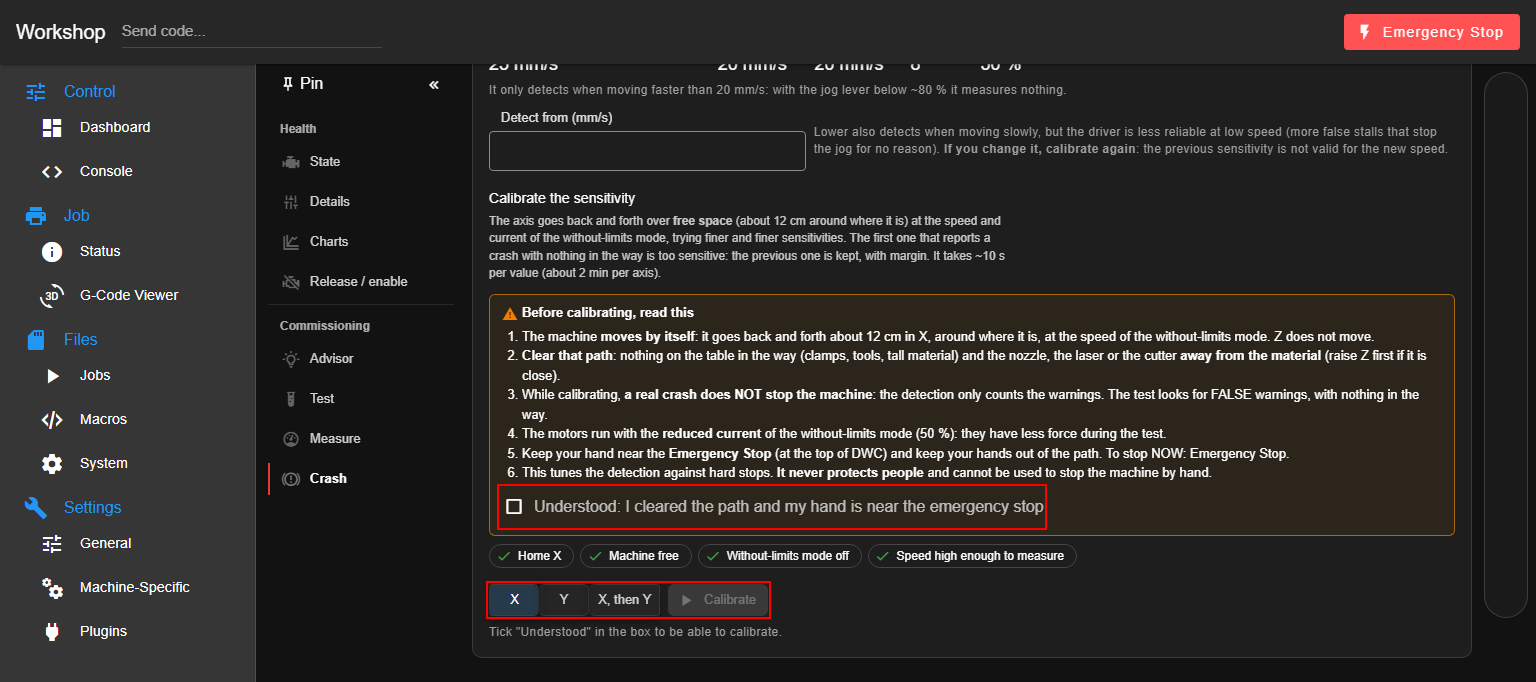 Workshop
Send code...
Emergency Stop
Control
Dashboard
Console
Job
Status
G-Code Viewer
Files
Jobs
Macros
System
Settings
General
Machine-Specific
Plugins
Pin
«
Health
State
Details
Charts
Release / enable
Commissioning
Advisor
Test
Measure
Crash
It only detects when moving faster than 20 mm/s: with the jog lever below ~80 % it measures nothing.
Detect from (mm/s)
Lower also detects when moving slowly, but the driver is less reliable at low speed (more false stalls that stop
the jog for no reason). If you change it, calibrate again: the previous sensitivity is not valid for the new speed.
Calibrate the sensitivity
The axis goes back and forth over free space (about 12 cm around where it is) at the speed and
current of the without-limits mode, trying finer and finer sensitivities. The first one that reports a
crash with nothing in the way is too sensitive: the previous one is kept, with margin. It takes ~10 s
per value (about 2 min per axis).
Before calibrating, read this
1. The machine moves by itself: it goes back and forth about 12 cm in X, around where it is, at the speed of the without-limits mode. Z does not move.
2. Clear that path: nothing on the table in the way (clamps, tools, tall material) and the nozzle, the laser or the cutter away from the material (raise Z first if it is
close).
3. While calibrating, a real crash does NOT stop the machine: the detection only counts the warnings. The test looks for FALSE warnings, with nothing in the
way.
4. The motors run with the reduced current of the without-limits mode (50 %): they have less force during the test.
5. Keep your hand near the Emergency Stop (at the top of DWC) and keep your hands out of the path. To stop NOW: Emergency Stop.
6. This tunes the detection against hard stops. It never protects people and cannot be used to stop the machine by hand.
Understood: I cleared the path and my hand is near the emergency stop
Home X
Machine free
Without-limits mode off
Speed high enough to measure
X
Y
X, then Y
Calibrate
Tick "Understood" in the box to be able to calibrate.